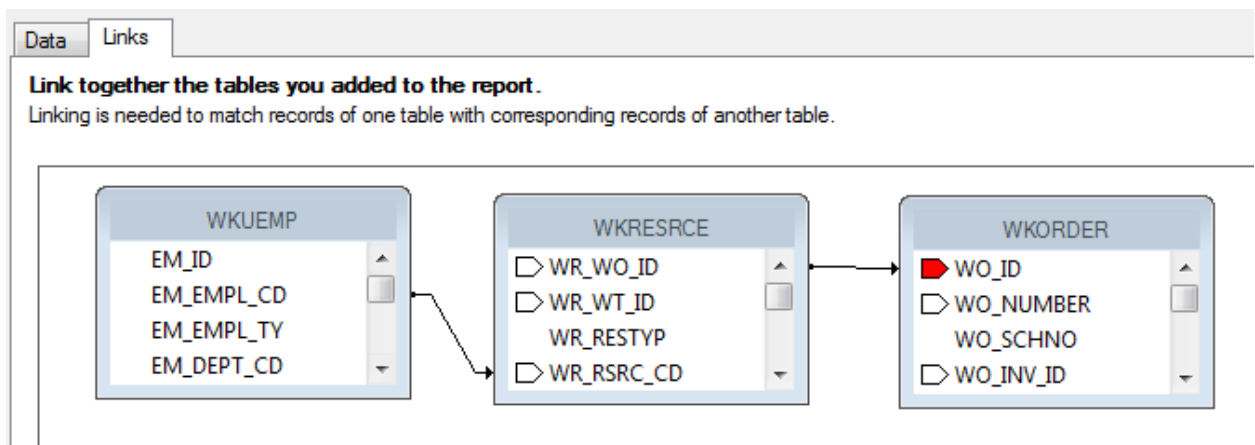 Data
Links
Link together the tables you added to the report.
Linking is needed to match records of one table with corresponding records of another table.
WKUEMP
EM_ID
EM_EMPL_CD
EM_EMPL_TY
EM_DEPT_CD
WKRESRCE
WR_WO_ID
WR_WT_ID
WR_RESTYP
WR_RSRC_CD
WKORDER
WO_ID
WO_NUMBER
WO_SCHNO
WO_INV_ID